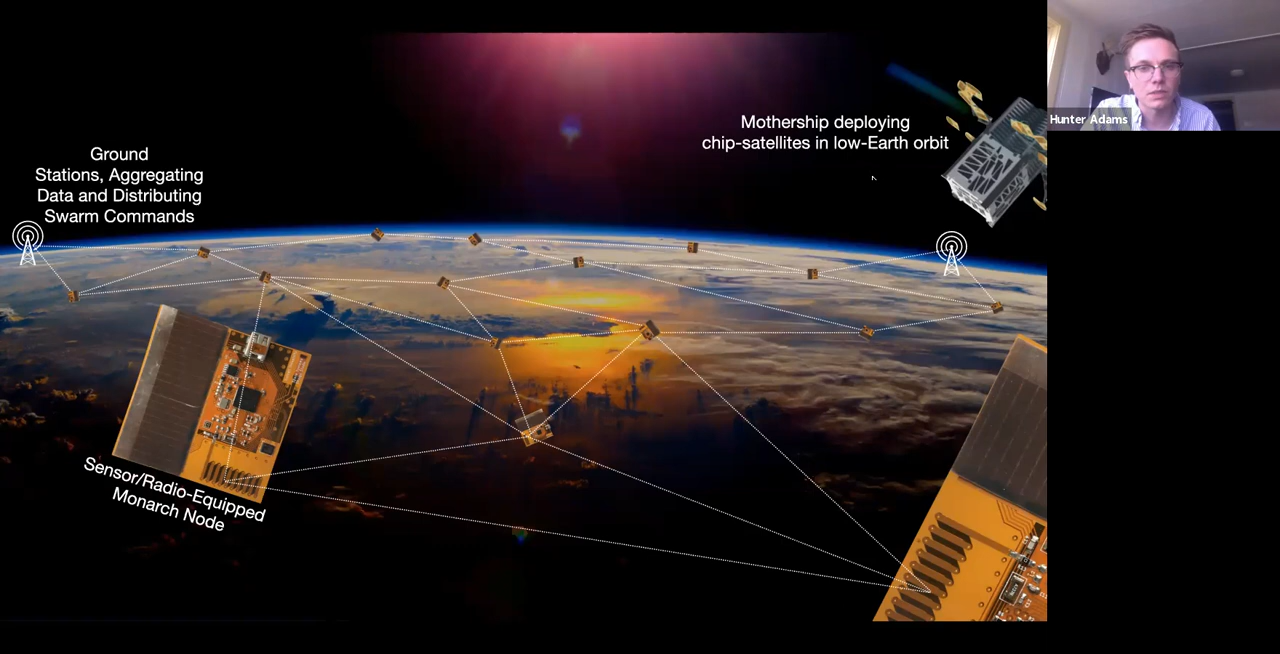 Mothership deploying
chip-satellites in low-Earth orbit
Hunter Adams
Ground
Stations, Aggregating
Data and Distributing
Swarm Commands
Sensor/Radio-Equipped
Monarch Node